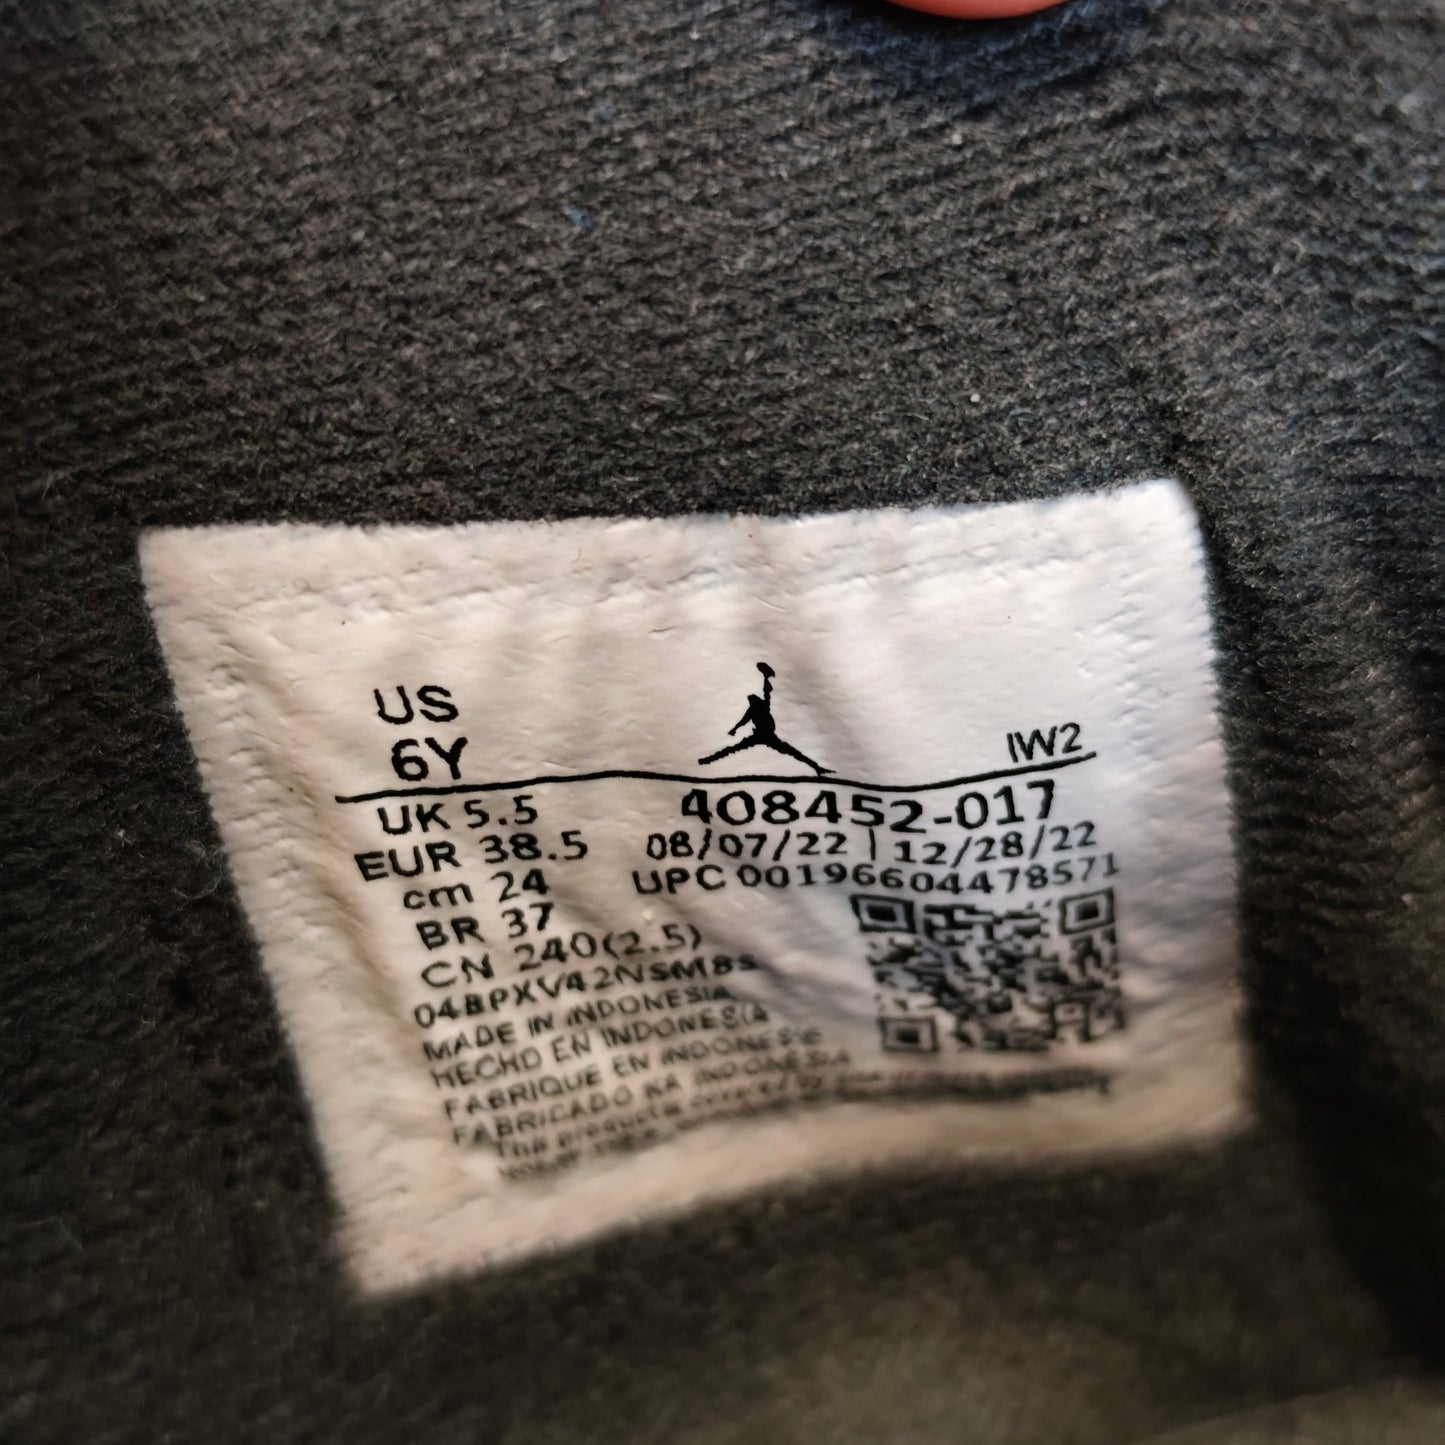 US
6Y
IW2
UK 5.5
408452-017
EUR 38.5
08/07/22 | 12/28/22
cm 24
UPC 00196604478571
BR 37
CN 240(2.5)
04BPXV42NSM8S
MADE IN INDONESIA
HECHO EN INDONESIA
FABRIQUE EN INDONESIE
FABRICADO NA INDONESIA